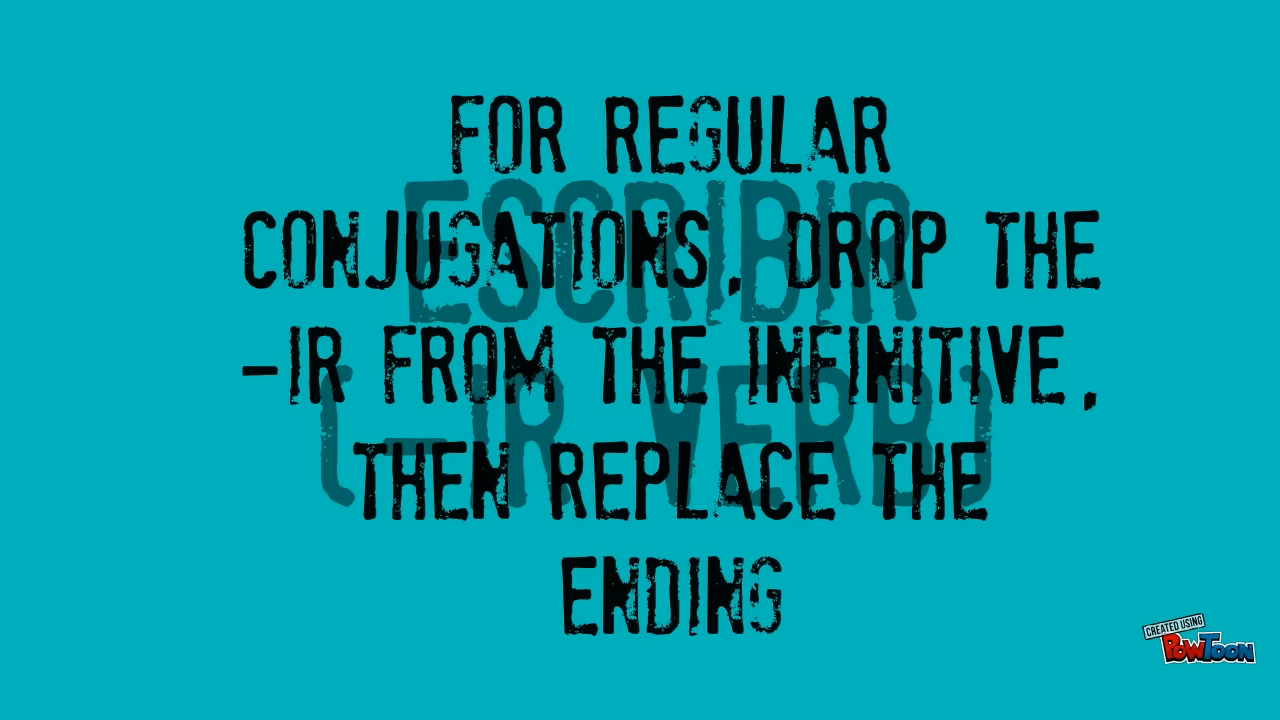 FOR REGULAR
CONJUGATIONS, DROP THE
-IR FROM THE INFINITIVE,
THEN REPLACE THE
ENDING
ESCRIBIR
(-IR VERB)
CREATED USING
POWTOON